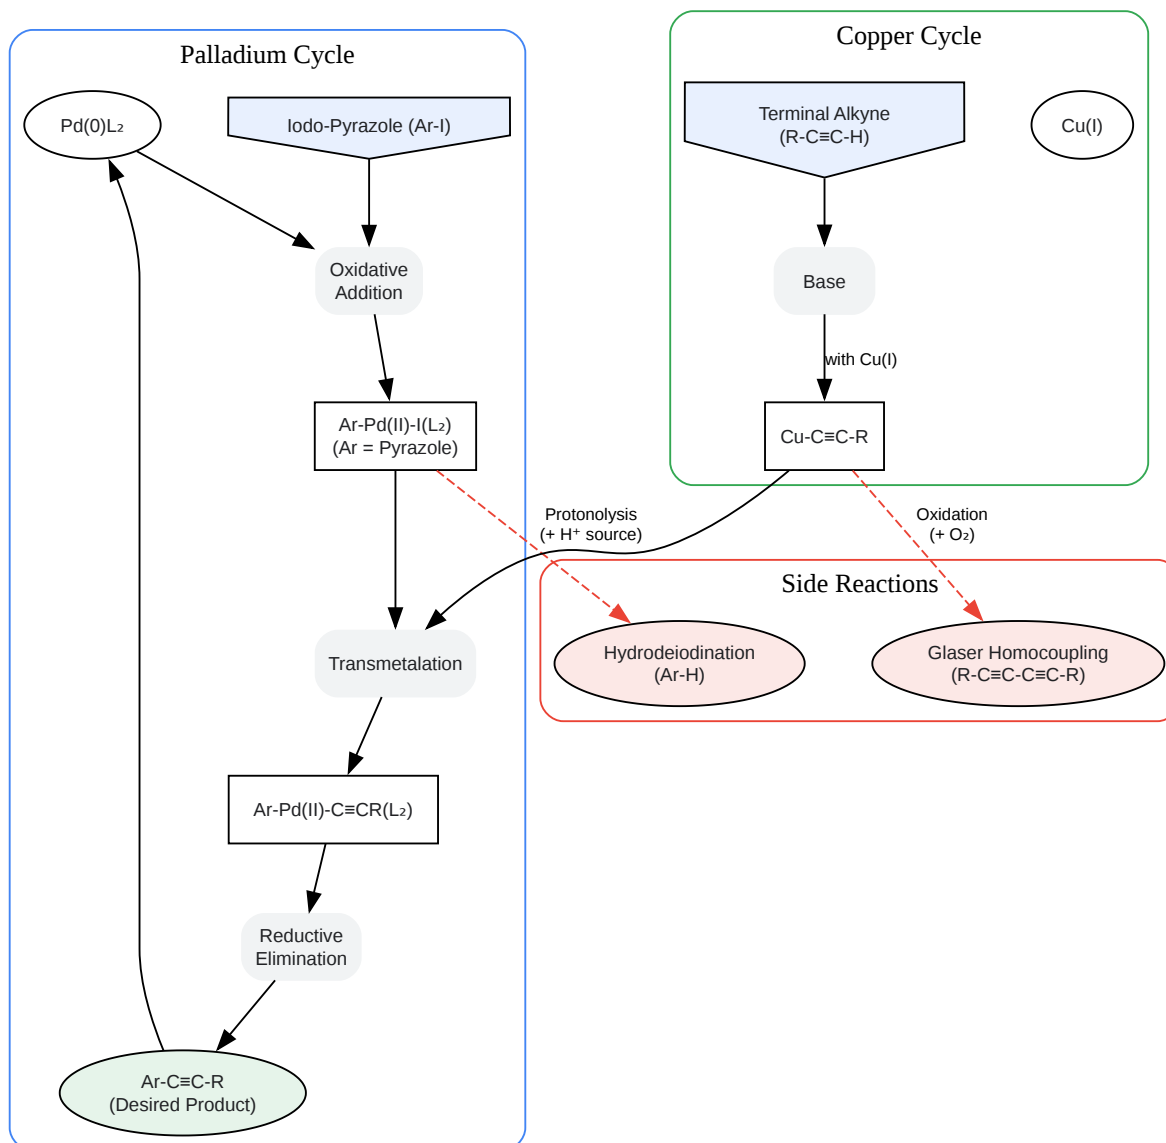 Palladium Cycle
Pd(0)L₂
Iodo-Pyrazole (Ar-I)
Oxidative
Addition
Ar-Pd(II)-I(L₂)
(Ar = Pyrazole)
Transmetalation
Ar-Pd(II)-C≡CR(L₂)
Reductive
Elimination
Ar-C≡C-R
(Desired Product)
Copper Cycle
Terminal Alkyne
(R-C≡C-H)
Cu(I)
Base
with Cu(I)
Cu-C≡C-R
Protonolysis
(+ H⁺ source)
Oxidation
(+ O₂)
Side Reactions
Hydrodeiodination
(Ar-H)
Glaser Homocoupling
(R-C≡C-C≡C-R)